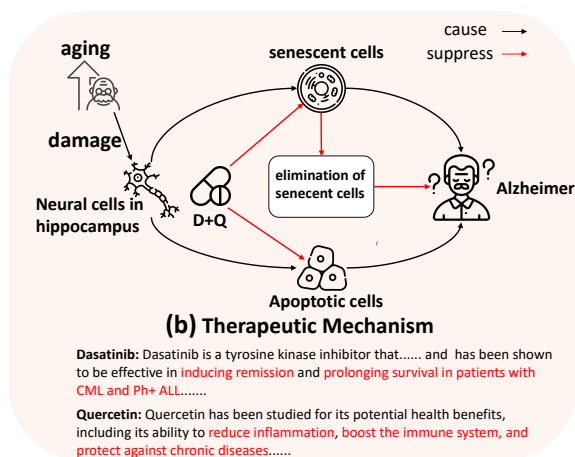 aging
cause
suppress
senescent cells
damage
elimination of
senecent cells
Neural cells in
hippocampus
D+Q
Alzheimer
Apoptotic cells
(b) Therapeutic Mechanism
Dasatinib: Dasatinib is a tyrosine kinase inhibitor that...... and has been shown
to be effective in inducing remission and prolonging survival in patients with
CML and Ph+ ALL.......
Quercetin: Quercetin has been studied for its potential health benefits,
including its ability to reduce inflammation, boost the immune system, and
protect against chronic diseases......